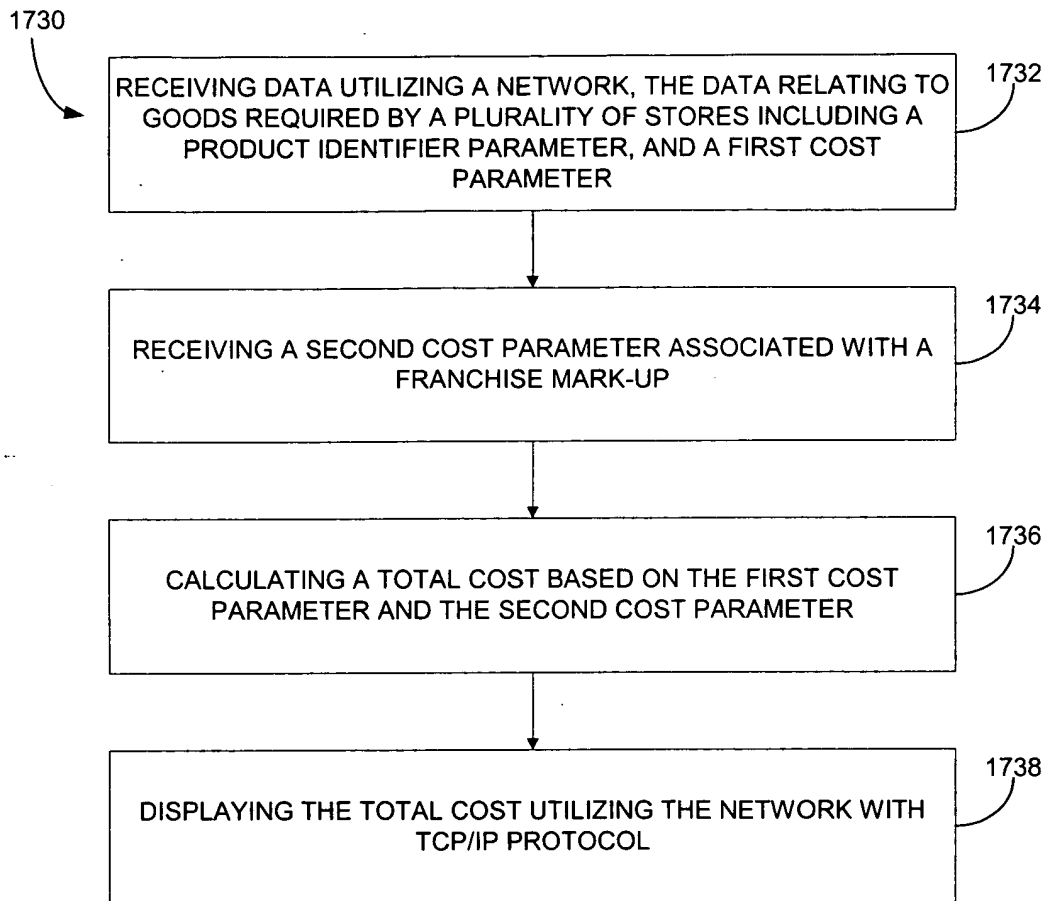 1730
RECEIVING DATA UTILIZING A NETWORK, THE DATA RELATING TO
GOODS REQUIRED BY A PLURALITY OF STORES INCLUDING A
PRODUCT IDENTIFIER PARAMETER, AND A FIRST COST
PARAMETER
1732
RECEIVING A SECOND COST PARAMETER ASSOCIATED WITH A
FRANCHISE MARK-UP
1734
CALCULATING A TOTAL COST BASED ON THE FIRST COST
PARAMETER AND THE SECOND COST PARAMETER
1736
DISPLAYING THE TOTAL COST UTILIZING THE NETWORK WITH
TCP/IP PROTOCOL
1738